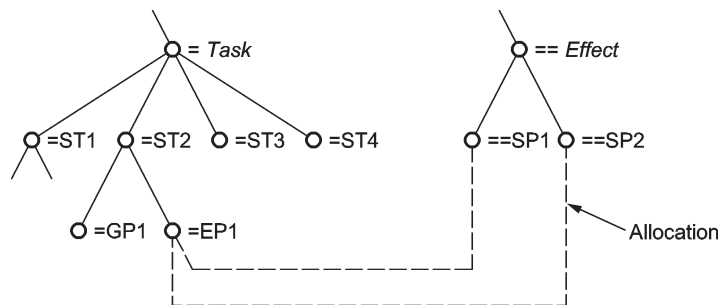 = Task
== Effect
=ST1
=ST2
=ST3
=ST4
==SP1
==SP2
=GP1
=EP1
Allocation